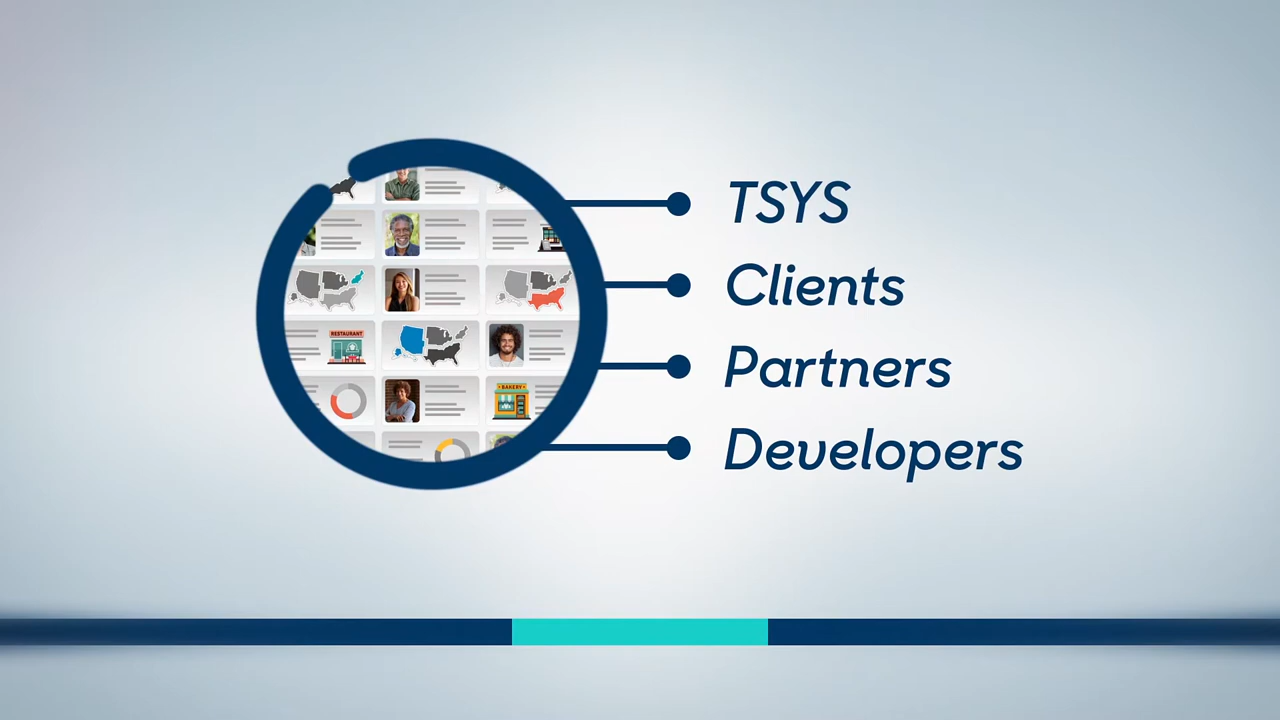 TSYS
Clients
Partners
Developers
RESTAURANT
BAKERY